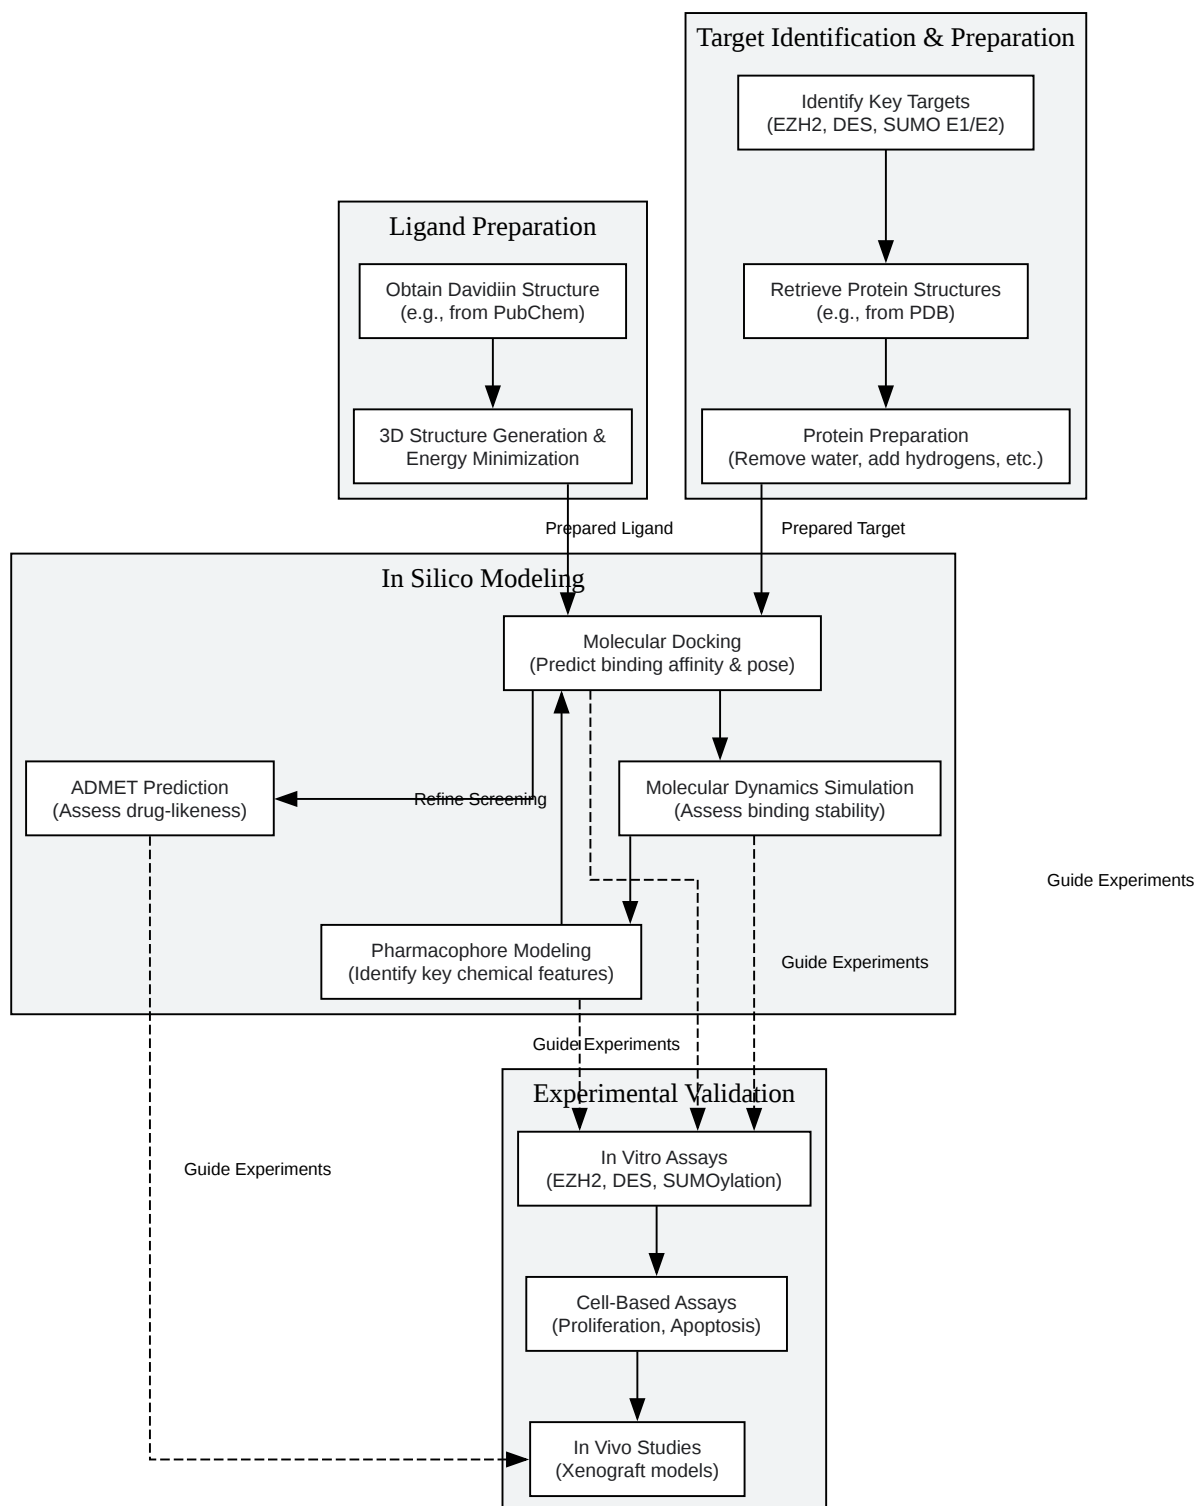 Target Identification & Preparation
Identify Key Targets
(EZH2, DES, SUMO E1/E2)
Retrieve Protein Structures
(e.g., from PDB)
Protein Preparation
(Remove water, add hydrogens, etc.)
Ligand Preparation
Obtain Davidiin Structure
(e.g., from PubChem)
3D Structure Generation &
Energy Minimization
Prepared Ligand
Prepared Target
In Silico Modeling
Molecular Docking
(Predict binding affinity & pose)
ADMET Prediction
(Assess drug-likeness)
Refine Screening
Molecular Dynamics Simulation
(Assess binding stability)
Guide Experiments
Pharmacophore Modeling
(Identify key chemical features)
Guide Experiments
Guide Experiments
Experimental Validation
In Vitro Assays
(EZH2, DES, SUMOylation)
Guide Experiments
Cell-Based Assays
(Proliferation, Apoptosis)
In Vivo Studies
(Xenograft models)